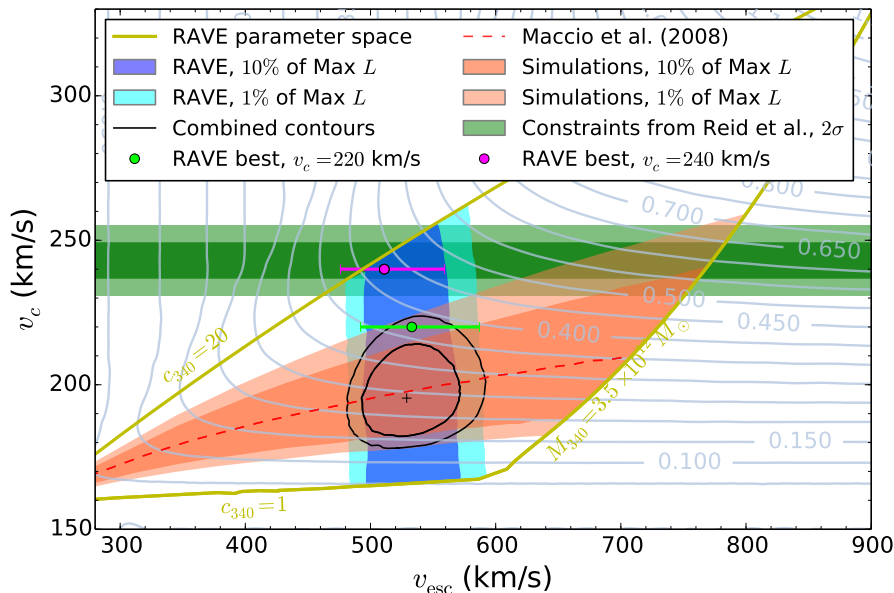 RAVE parameter space
RAVE, 10% of Max L
RAVE, 1% of Max L
Combined contours
RAVE best, v_c = 220 km/s
Maccio et al. (2008)
Simulations, 10% of Max L
Simulations, 1% of Max L
Constraints from Reid et al., 2σ
RAVE best, v_c = 240 km/s
330
250
200
150
v_c (km/s)
0.800
0.700
0.650
0.500
0.450
0.400
0.150
0.100
c_340 = 20
M_340 = 3.5 × 10^12 M_⊙
c_340 = 1
300 400 500 600 700 800 900
v_esc (km/s)